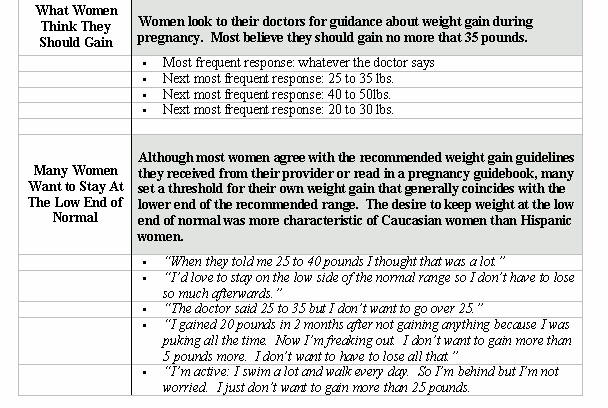 What Women
Think They
Should Gain
Women look to their doctors for guidance about weight gain during
pregnancy. Most believe they should gain no more that 35 pounds.
• Most frequent response: whatever the doctor says
• Next most frequent response: 25 to 35 lbs.
• Next most frequent response: 40 to 50lbs.
• Next most frequent response: 20 to 30 lbs.
Many Women
Want to Stay At
The Low End of
Normal
Although most women agree with the recommended weight gain guidelines
they received from their provider or read in a pregnancy guidebook, many
set a threshold for their own weight gain that generally coincides with the
lower end of the recommended range. The desire to keep weight at the low
end of normal was more characteristic of Caucasian women than Hispanic
women.
• “When they told me 25 to 40 pounds I thought that was a lot.”
• “I’d love to stay on the low side of the normal range so I don’t have to lose
so much afterwards.”
• “The doctor said 25 to 35 but I don’t want to go over 25.”
• “I gained 20 pounds in 2 months after not gaining anything because I was
puking all the time. Now I’m freaking out. I don’t want to gain more than
5 pounds more. I don’t want to have to lose all that.”
• “I’m active: I swim a lot and walk every day. So I’m behind but I’m not
worried. I just don’t want to gain more than 25 pounds.